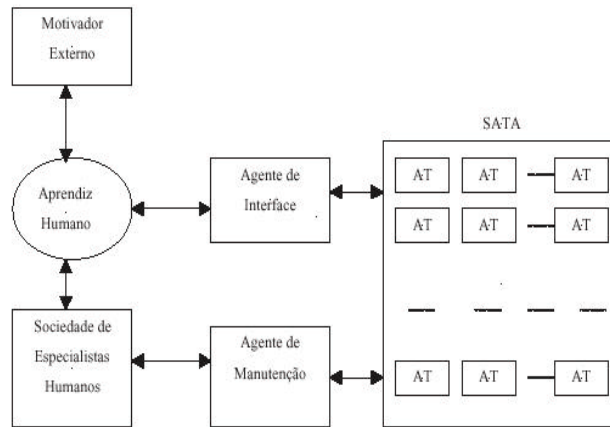 Motivador
Externo
SATA
Aprendiz
Humano
Agente de
Interface
AT AT AT
AT AT AT
Sociedade de
Especialistas
Humanos
Agente de
Manutenção
AT AT AT